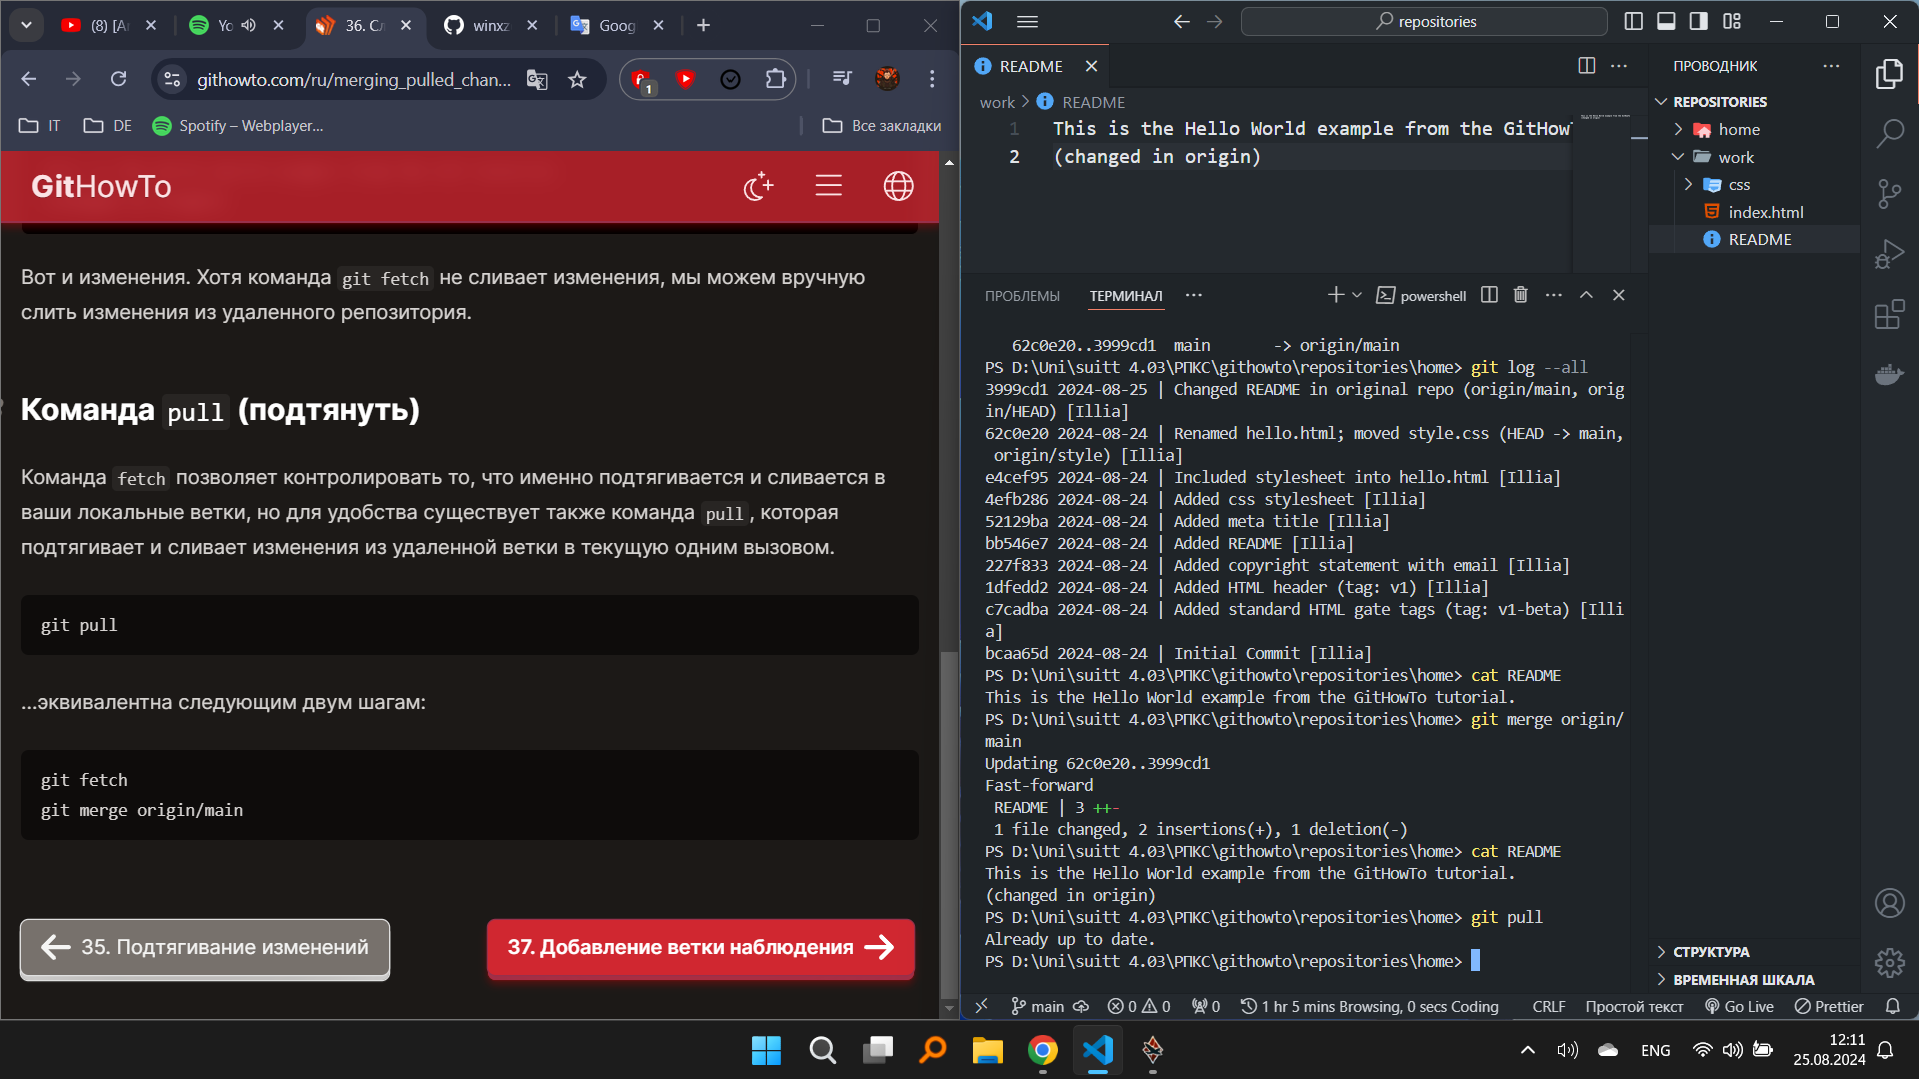 (8) [Ar
Yo
36. Сл
winxz
Goog
githowto.com/ru/merging_pulled_chan...
1
IT
DE
Spotify – Webplayer...
Все закладки
GitHowTo
Вот и изменения. Хотя команда git fetch не сливает изменения, мы можем вручную
слить изменения из удаленного репозитория.
Команда pull (подтянуть)
Команда fetch позволяет контролировать то, что именно подтягивается и сливается в
ваши локальные ветки, но для удобства существует также команда pull, которая
подтягивает и сливает изменения из удаленной ветки в текущую одним вызовом.
git pull
...эквивалентна следующим двум шагам:
git fetch
git merge origin/main
35. Подтягивание изменений
37. Добавление ветки наблюдения
repositories
README
work > README
1 This is the Hello World example from the GitHow
2 (changed in origin)
ПРОБЛЕМЫ
ТЕРМИНАЛ
powershell
62c0e20..3999cd1  main       -> origin/main
PS D:\Uni\suitt 4.03\РПКС\githowto\repositories\home> git log --all
3999cd1 2024-08-25 | Changed README in original repo (origin/main, orig
in/HEAD) [Illia]
62c0e20 2024-08-24 | Renamed hello.html; moved style.css (HEAD -> main,
origin/style) [Illia]
e4cef95 2024-08-24 | Included stylesheet into hello.html [Illia]
4efb286 2024-08-24 | Added css stylesheet [Illia]
52129ba 2024-08-24 | Added meta title [Illia]
bb546e7 2024-08-24 | Added README [Illia]
227f833 2024-08-24 | Added copyright statement with email [Illia]
1dfedd2 2024-08-24 | Added HTML header (tag: v1) [Illia]
c7cadba 2024-08-24 | Added standard HTML gate tags (tag: v1-beta) [Illi
a]
bcaa65d 2024-08-24 | Initial Commit [Illia]
PS D:\Uni\suitt 4.03\РПКС\githowto\repositories\home> cat README
This is the Hello World example from the GitHowTo tutorial.
PS D:\Uni\suitt 4.03\РПКС\githowto\repositories\home> git merge origin/
main
Updating 62c0e20..3999cd1
Fast-forward
README | 3 ++-
1 file changed, 2 insertions(+), 1 deletion(-)
PS D:\Uni\suitt 4.03\РПКС\githowto\repositories\home> cat README
This is the Hello World example from the GitHowTo tutorial.
(changed in origin)
PS D:\Uni\suitt 4.03\РПКС\githowto\repositories\home> git pull
Already up to date.
PS D:\Uni\suitt 4.03\РПКС\githowto\repositories\home>
ПРОВОДНИК
REPOSITORIES
home
work
css
index.html
README
СТРУКТУРА
ВРЕМЕННАЯ ШКАЛА
main
0
0
0
1 hr 5 mins Browsing, 0 secs Coding
CRLF
Простой текст
Go Live
Prettier
ENG
12:11
25.08.2024